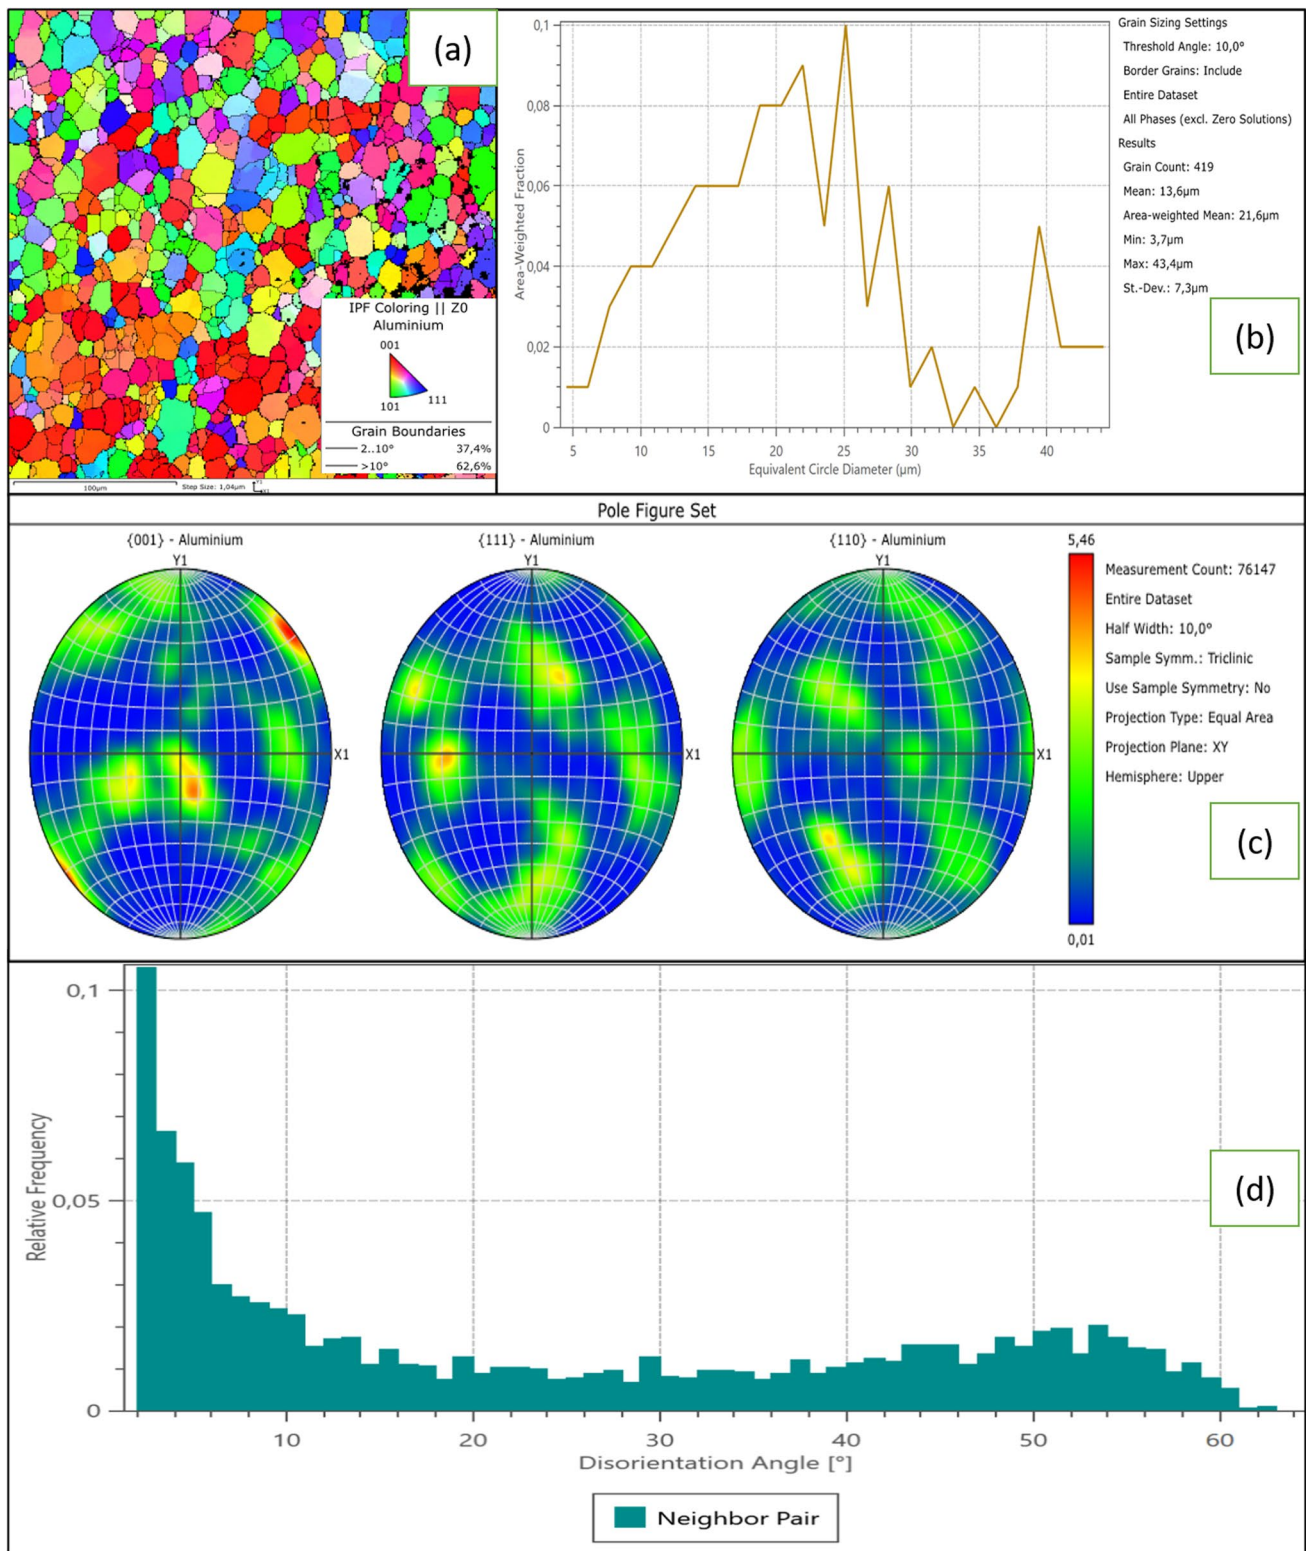 (a)
IPF Coloring || Z0
Aluminium
001
101
111
Grain Boundaries
2..10° 37,4%
>10° 62,6%
100µm
Step Size: 1,04µm
Y1
X1
0,1
0,08
0,06
0,04
0,02
0
Area-Weighted Fraction
5 10 15 20 25 30 35 40
Equivalent Circle Diameter (µm)
Grain Sizing Settings
Threshold Angle: 10,0°
Border Grains: Include
Entire Dataset
All Phases (excl. Zero Solutions)
Results
Grain Count: 419
Mean: 13,6µm
Area-weighted Mean: 21,6µm
Min: 3,7µm
Max: 43,4µm
St.-Dev.: 7,3µm
(b)
Pole Figure Set
{001} - Aluminium
Y1
X1
{111} - Aluminium
Y1
X1
{110} - Aluminium
Y1
X1
5,46
0,01
Measurement Count: 76147
Entire Dataset
Half Width: 10,0°
Sample Symm.: Triclinic
Use Sample Symmetry: No
Projection Type: Equal Area
Projection Plane: XY
Hemisphere: Upper
(c)
0,1
0,05
0
Relative Frequency
(d)
10 20 30 40 50 60
Disorientation Angle [°]
Neighbor Pair